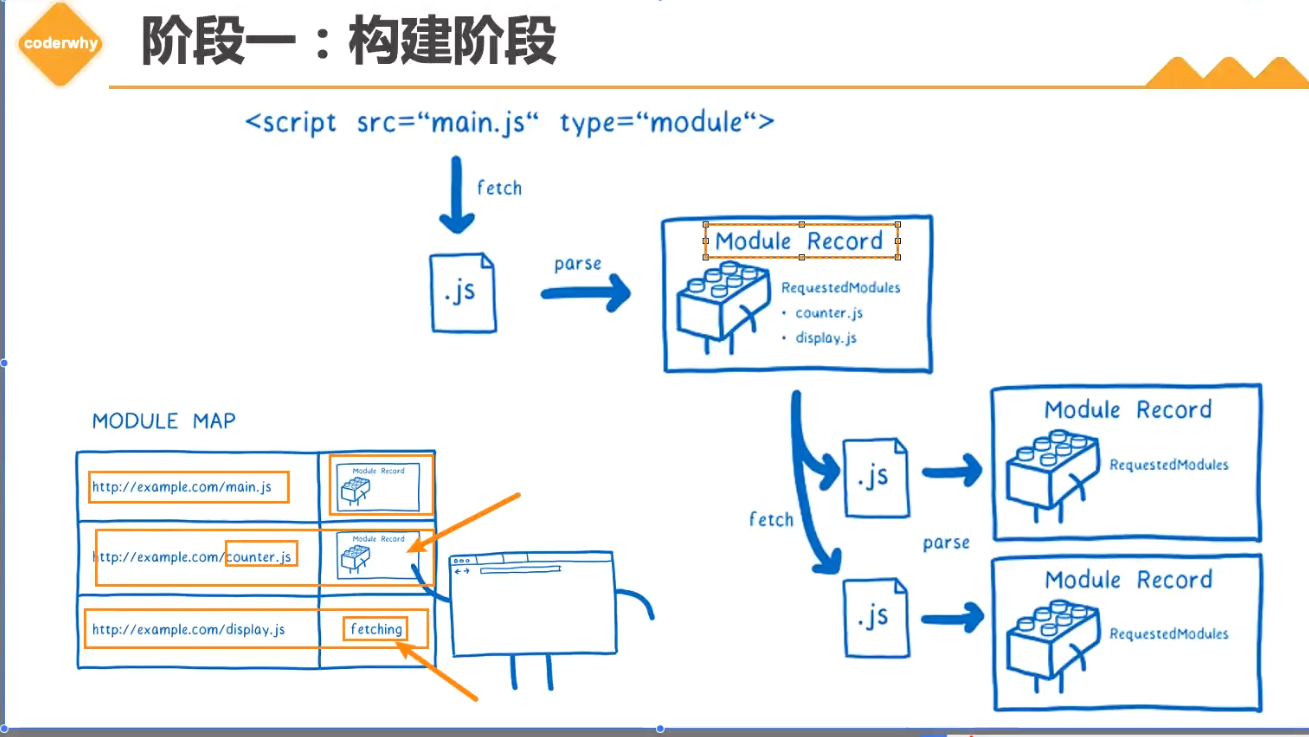 coderwhy
阶段一：构建阶段
<script src=“main.js“ type=“module“>
fetch
.js
parse
Module Record
RequestedModules
• counter.js
• display.js
MODULE MAP
http://example.com/main.js
Module Record
http://example.com/counter.js
Module Record
http://example.com/display.js
fetching
fetch
.js
.js
parse
Module Record
RequestedModules
Module Record
RequestedModules